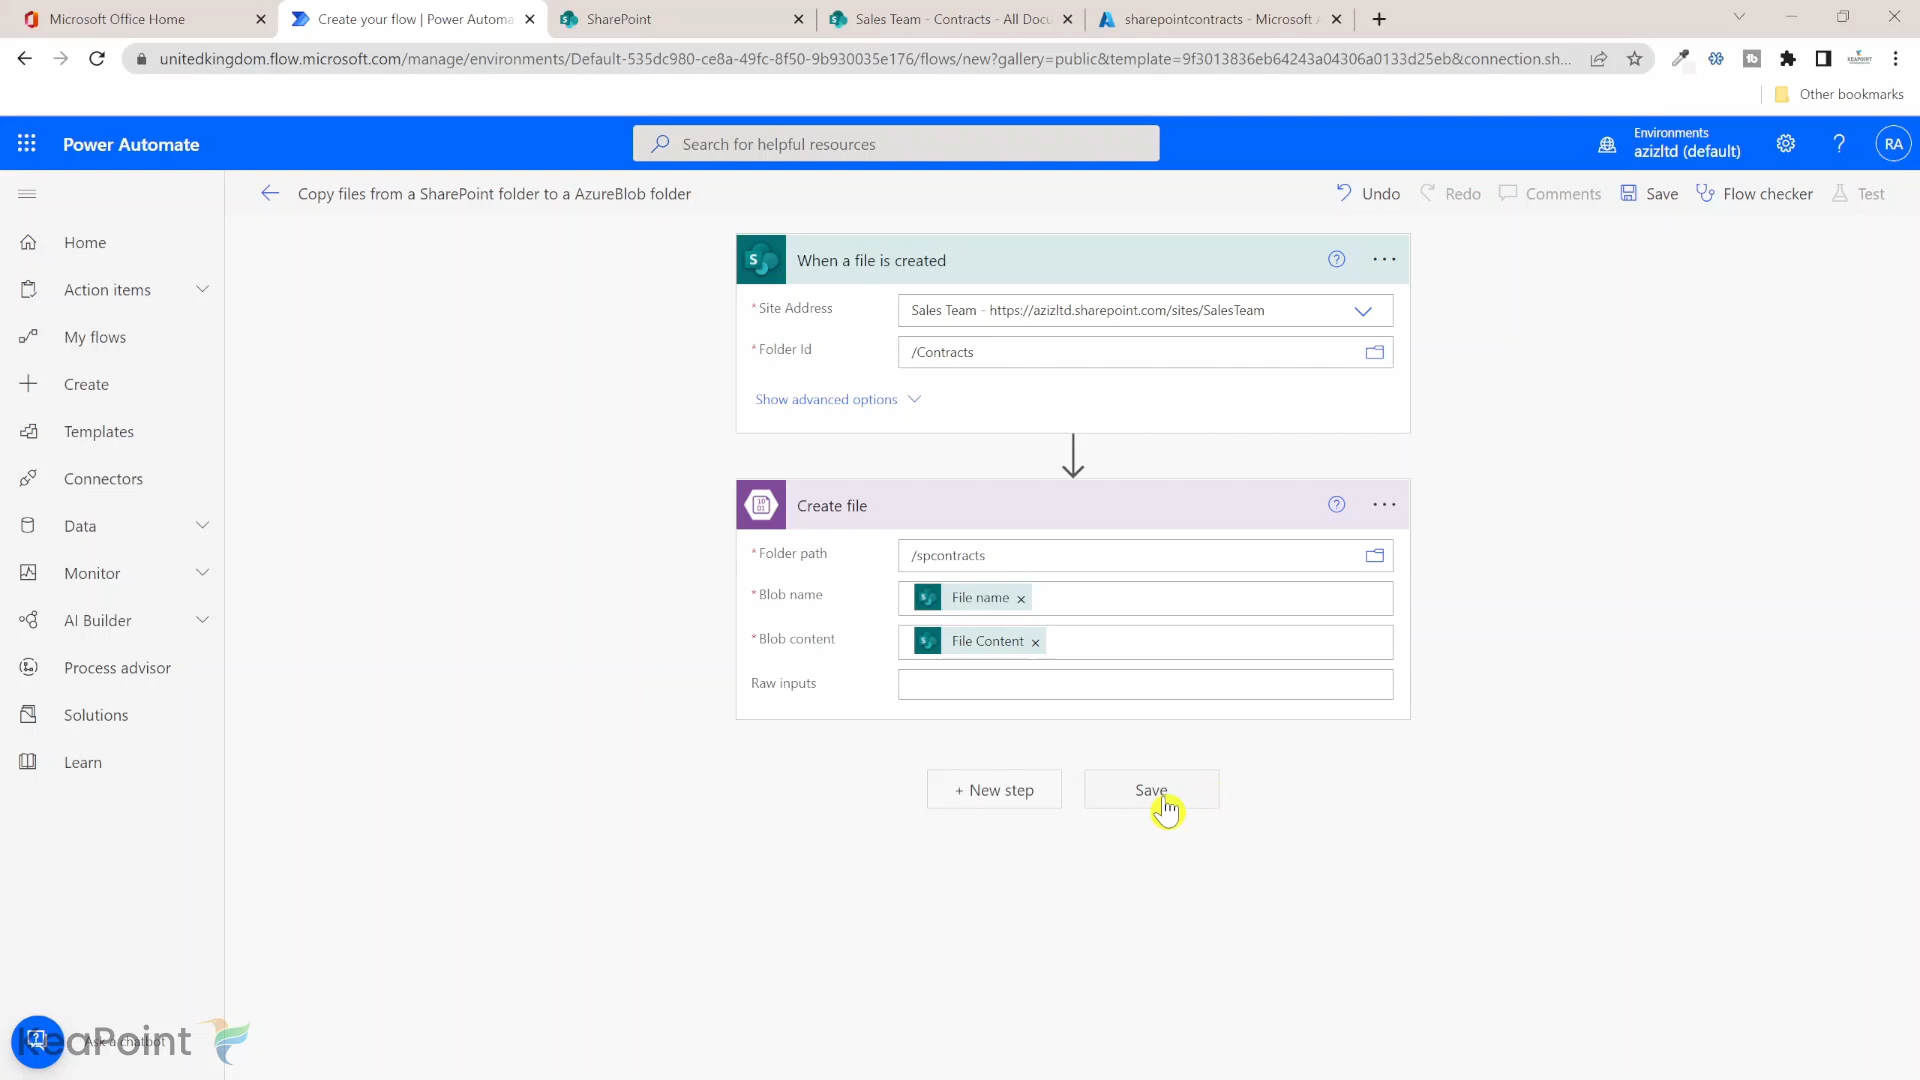 Microsoft Office Home
Create your flow | Power Automa
SharePoint
Sales Team - Contracts - All Docu
sharepointcontracts - Microsoft A
unitedkingdom.flow.microsoft.com/manage/environments/Default-535dc980-ce8a-49fc-8f50-9b930035e176/flows/new?gallery=public&template=9f3013836eb64243a04306a0133d25eb&connection.sh...
Other bookmarks
Power Automate
Search for helpful resources
Environments
azizltd (default)
RA
Copy files from a SharePoint folder to a AzureBlob folder
Undo
Redo
Comments
Save
Flow checker
Test
Home
Action items
My flows
Create
Templates
Connectors
Data
Monitor
AI Builder
Process advisor
Solutions
Learn
Ask a chatbot
KeaPoint
When a file is created
* Site Address
Sales Team - https://azizltd.sharepoint.com/sites/SalesTeam
* Folder Id
/Contracts
Show advanced options
Create file
* Folder path
/spcontracts
* Blob name
File name ×
* Blob content
File Content ×
Raw inputs
+ New step
Save